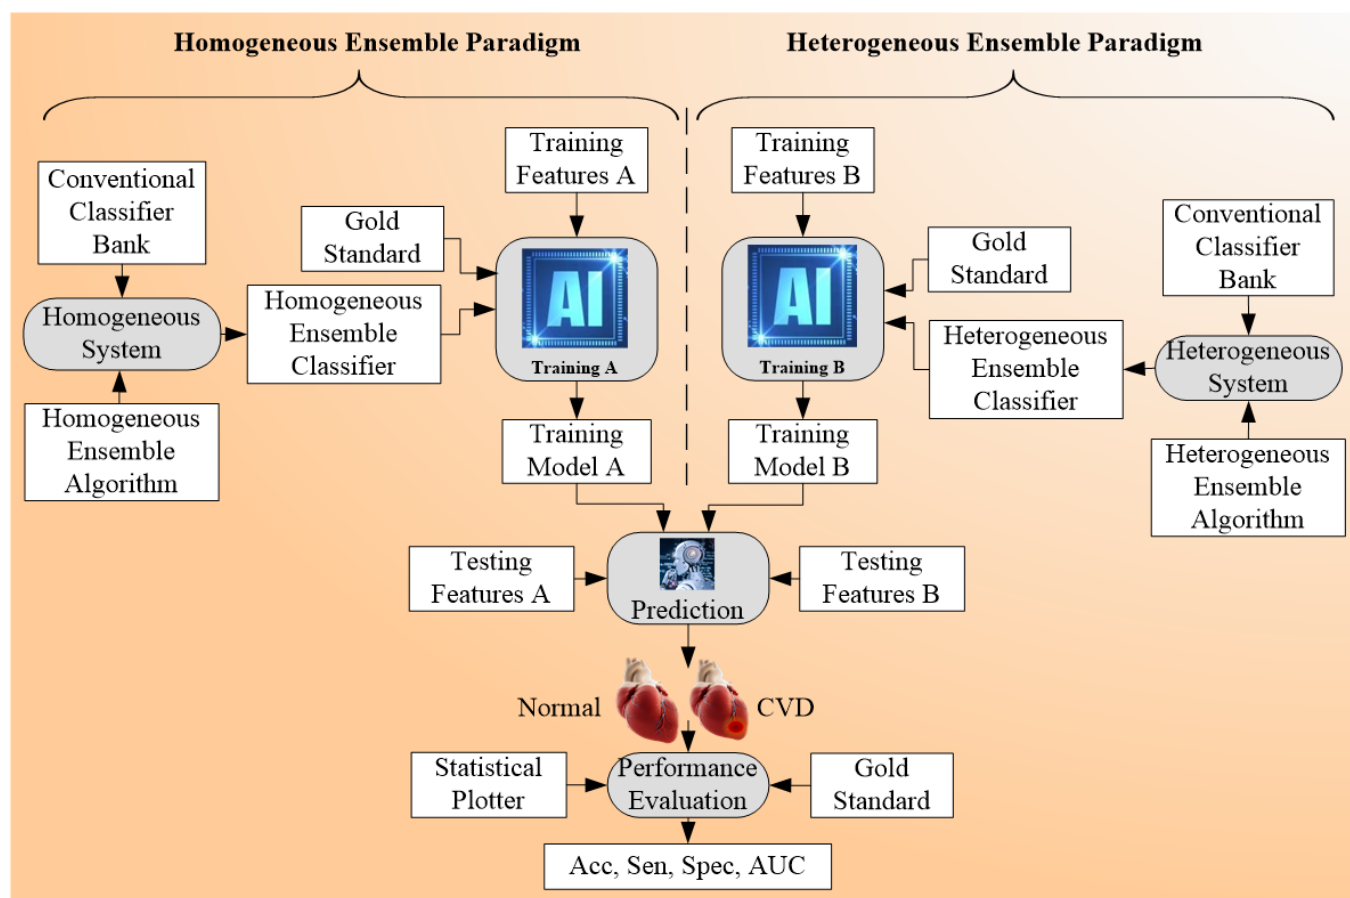 Homogeneous Ensemble Paradigm
Heterogeneous Ensemble Paradigm
Training
Features A
Training
Features B
Conventional
Classifier
Bank
Gold
Standard
AI
Training A
AI
Training B
Gold
Standard
Conventional
Classifier
Bank
Homogeneous
System
Homogeneous
Ensemble
Classifier
Heterogeneous
Ensemble
Classifier
Heterogeneous
System
Homogeneous
Ensemble
Algorithm
Training
Model A
Training
Model B
Heterogeneous
Ensemble
Algorithm
Testing
Features A
Prediction
Testing
Features B
Normal
CVD
Statistical
Plotter
Performance
Evaluation
Gold
Standard
Acc, Sen, Spec, AUC